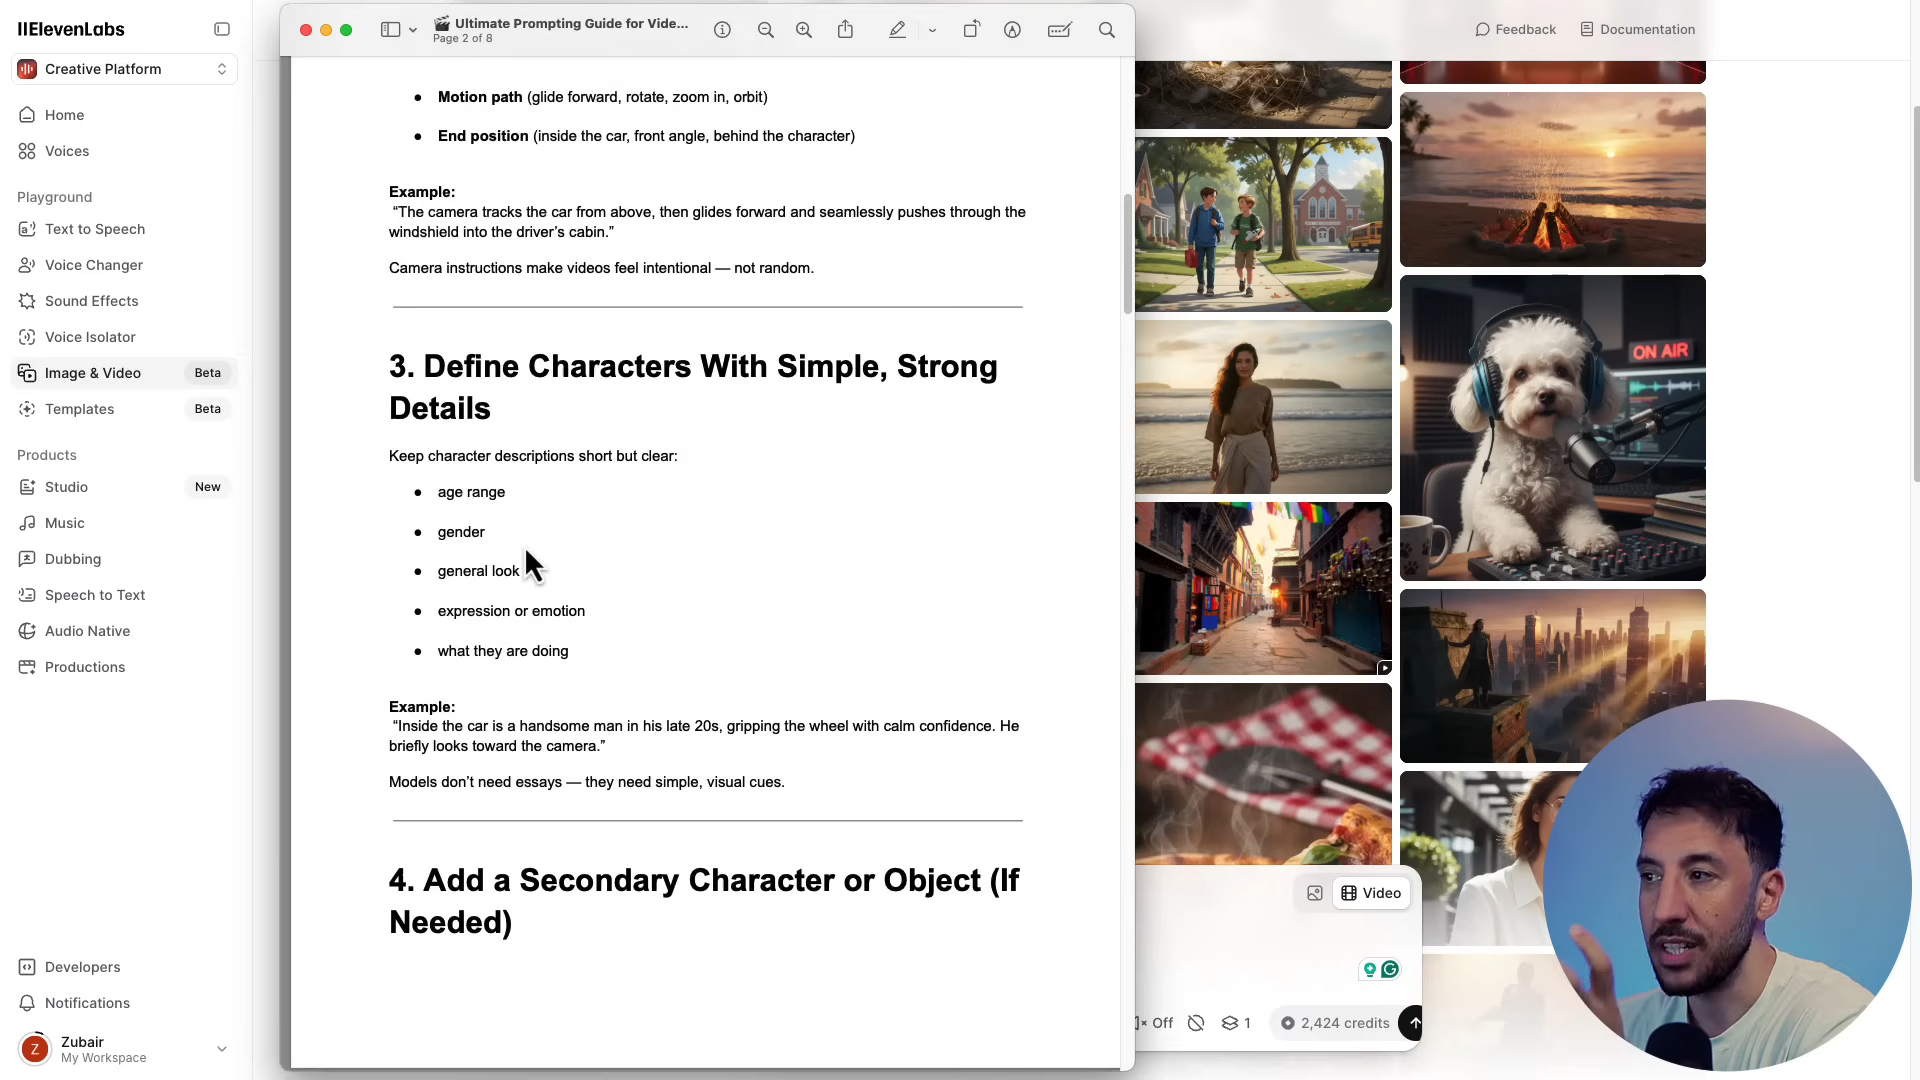 IIElevenLabs
Creative Platform
Home
Voices
Playground
Text to Speech
Voice Changer
Sound Effects
Voice Isolator
Image & Video Beta
Templates Beta
Products
Studio New
Music
Dubbing
Speech to Text
Audio Native
Productions
Developers
Notifications
Z
Zubair
My Workspace
Ultimate Prompting Guide for Vide...
Page 2 of 8
● Motion path (glide forward, rotate, zoom in, orbit)
● End position (inside the car, front angle, behind the character)
Example:
“The camera tracks the car from above, then glides forward and seamlessly pushes through the
windshield into the driver’s cabin.”
Camera instructions make videos feel intentional — not random.
3. Define Characters With Simple, Strong
Details
Keep character descriptions short but clear:
● age range
● gender
● general look
● expression or emotion
● what they are doing
Example:
“Inside the car is a handsome man in his late 20s, gripping the wheel with calm confidence. He
briefly looks toward the camera.”
Models don’t need essays — they need simple, visual cues.
4. Add a Secondary Character or Object (If
Needed)
Feedback
Documentation
ON AIR
Video
Off
1
2,424 credits